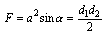 F = a² sin α = d₁d₂ / 2